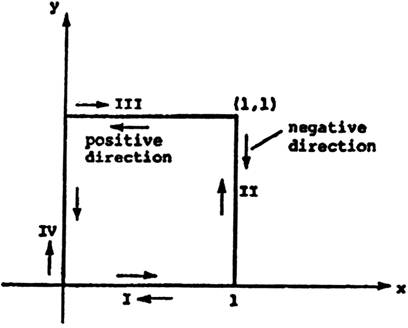 y
III
(1,1)
positive
direction
negative
direction
II
IV
I
1
x